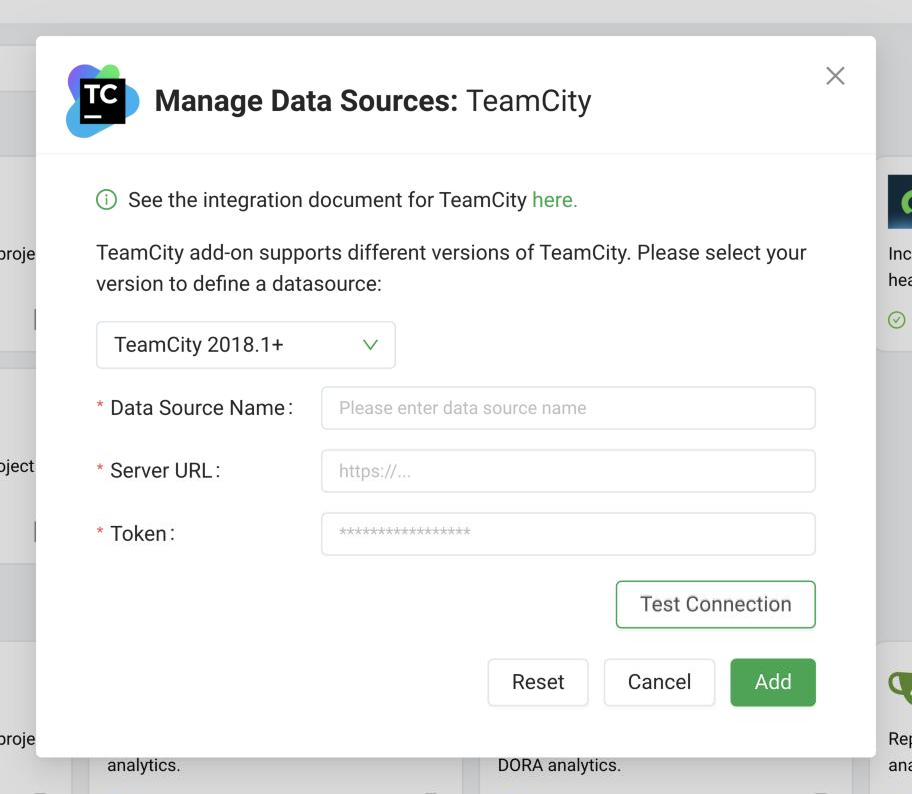 TC
Manage Data Sources: TeamCity
See the integration document for TeamCity here.
TeamCity add-on supports different versions of TeamCity. Please select your
version to define a datasource:
TeamCity 2018.1+
* Data Source Name:
Please enter data source name
* Server URL:
https://...
* Token:
*****************
Test Connection
Reset
Cancel
Add
analytics.
DORA analytics.